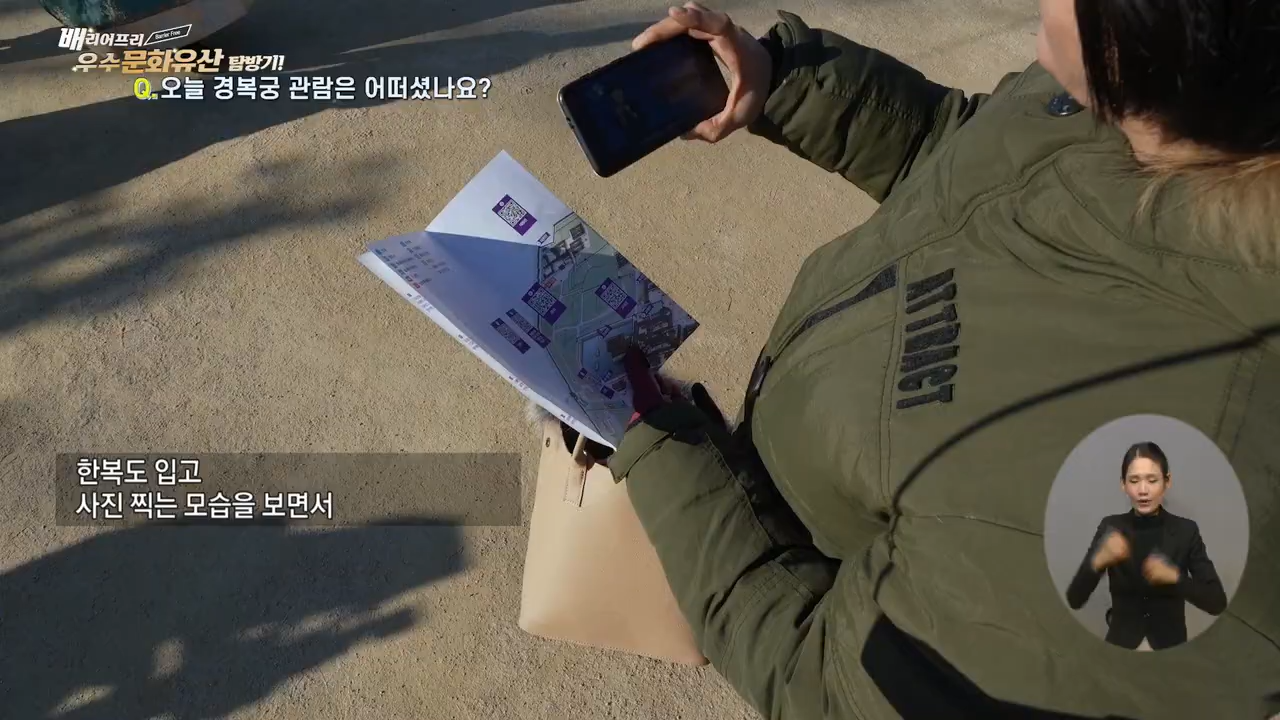 배리어프리 Barrier Free
우수문화유산 탐방기!
Q. 오늘 경복궁 관람은 어떠셨나요?
한복도 입고
사진 찍는 모습을 보면서